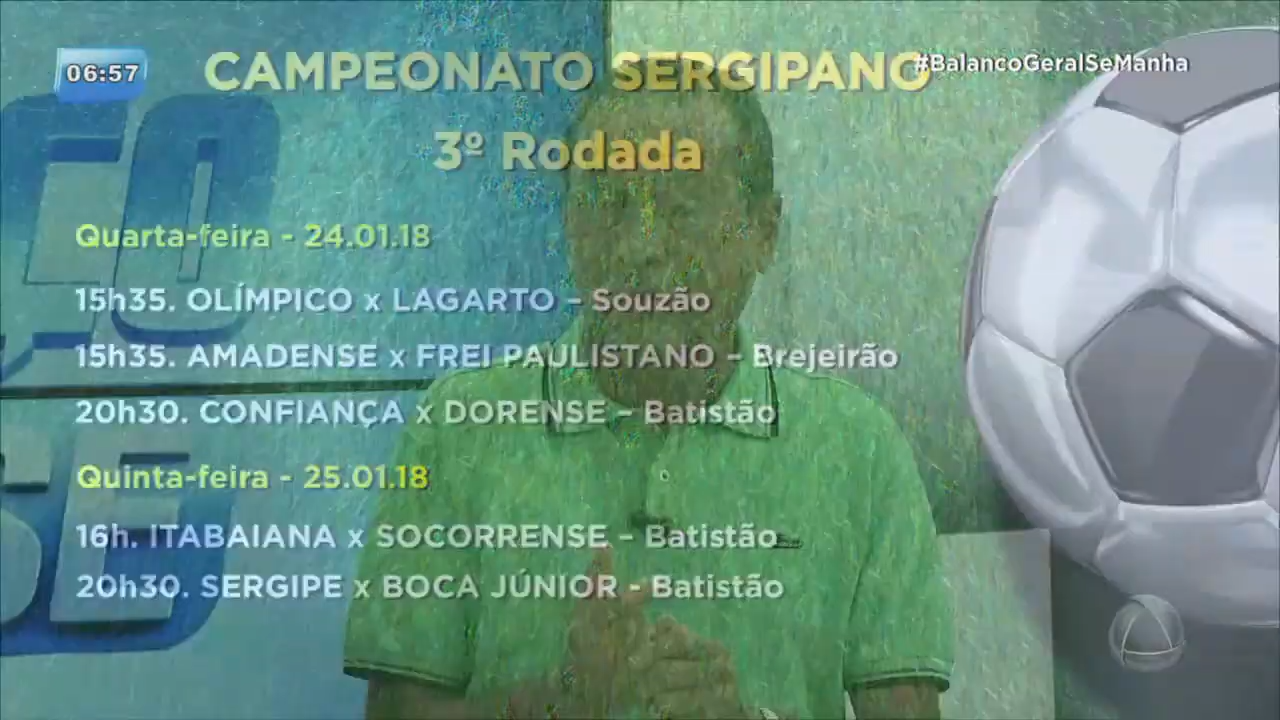 06:57
CAMPEONATO SERGIPANO
#BalancoGeralSeManha
3º Rodada
Quarta-feira - 24.01.18
15h35. OLÍMPICO x LAGARTO – Souzão
15h35. AMADENSE x FREI PAULISTANO – Brejeirão
20h30. CONFIANÇA x DORENSE – Batistão
Quinta-feira - 25.01.18
16h. ITABAIANA x SOCORRENSE – Batistão
20h30. SERGIPE x BOCA JÚNIOR - Batistão